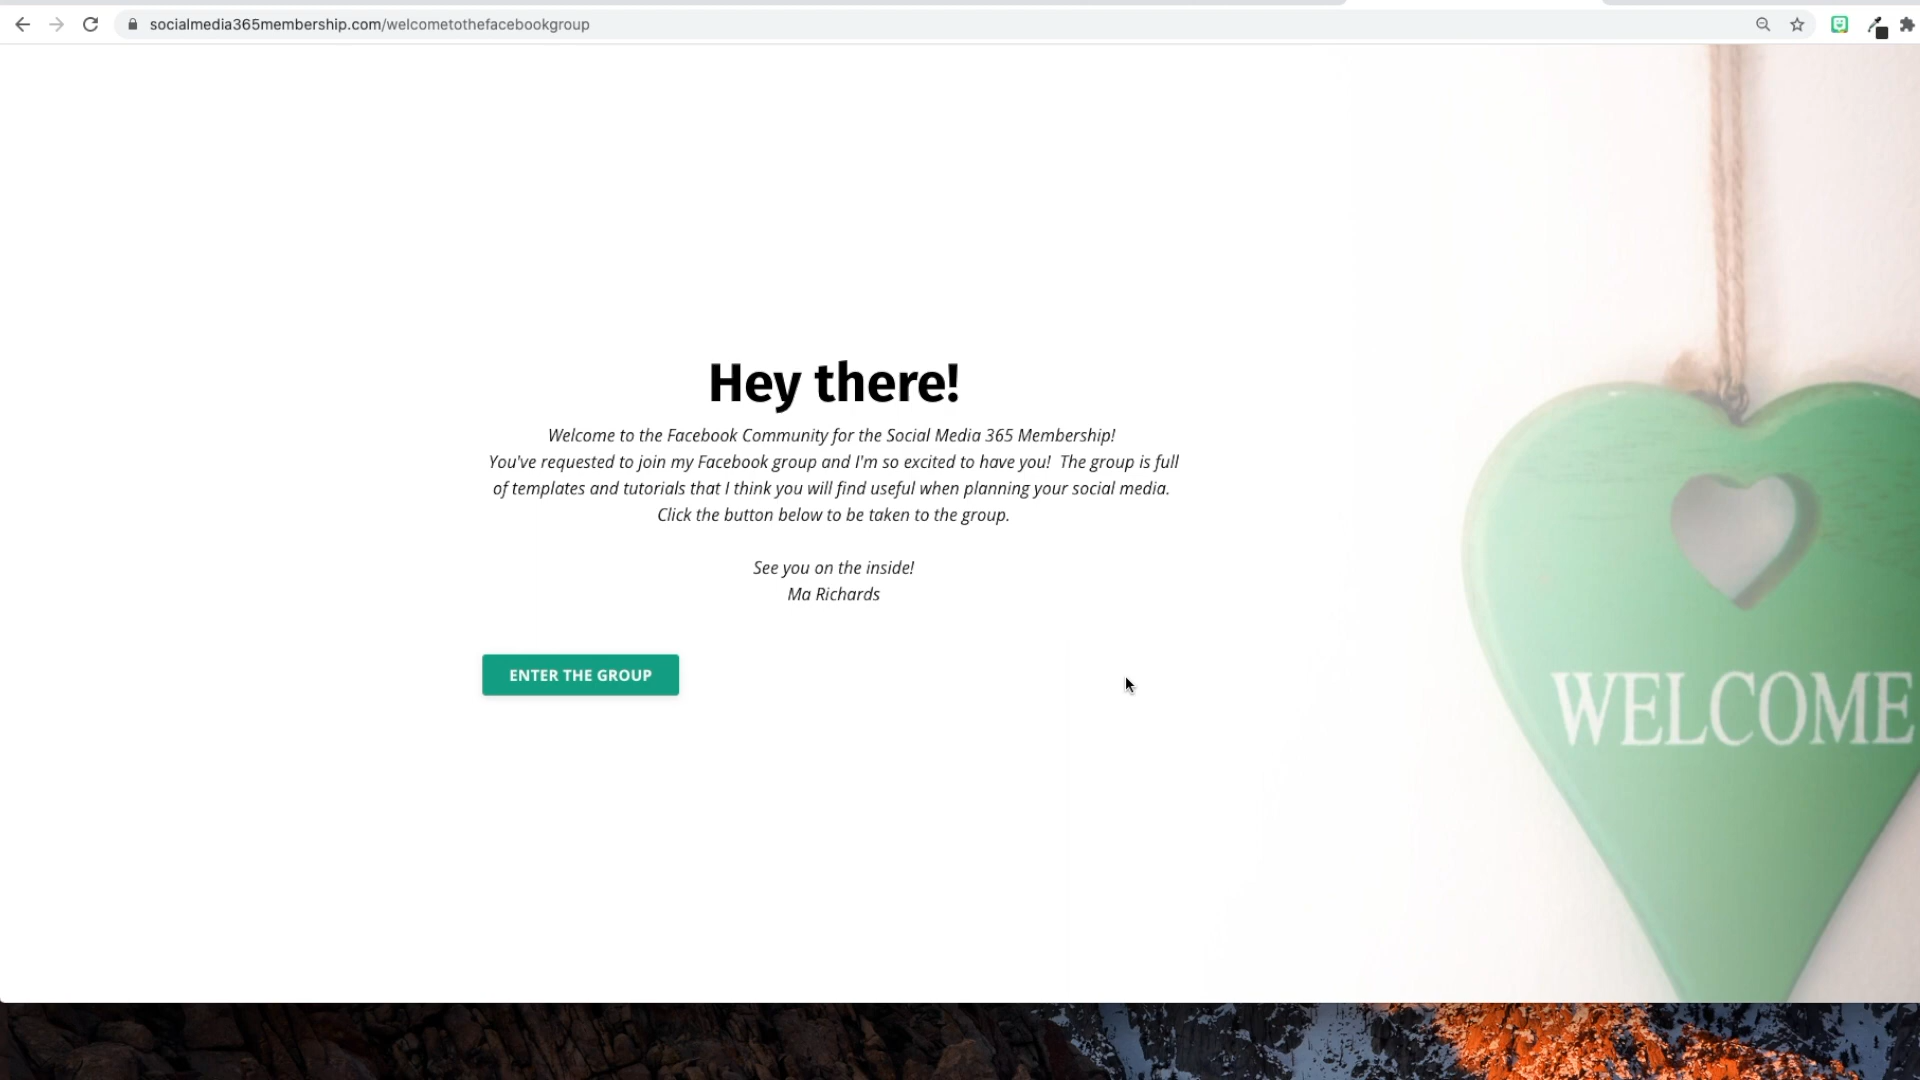 socialmedia365membership.com/welcometothefacebookgroup
Hey there!
Welcome to the Facebook Community for the Social Media 365 Membership!
You've requested to join my Facebook group and I'm so excited to have you!  The group is full
of templates and tutorials that I think you will find useful when planning your social media.
Click the button below to be taken to the group.
See you on the inside!
Ma Richards
ENTER THE GROUP
WELCOME